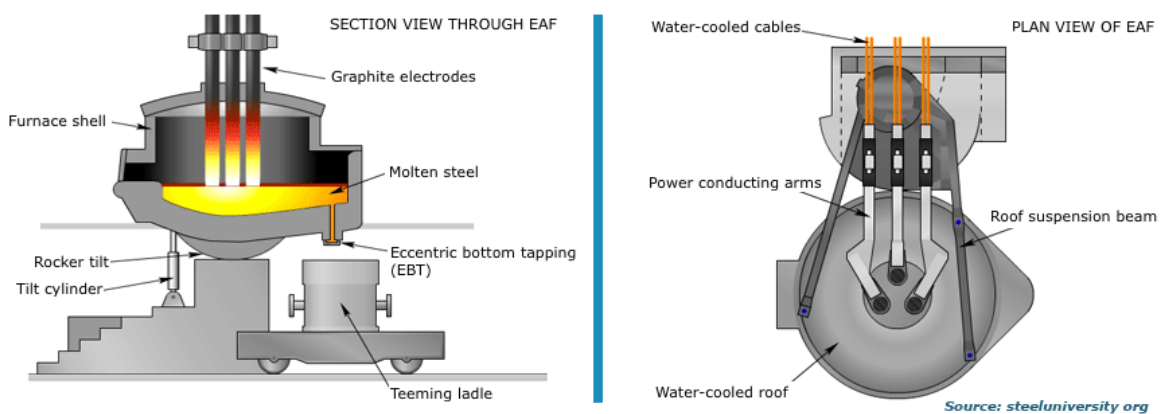 SECTION VIEW THROUGH EAF
Graphite electrodes
Furnace shell
Molten steel
Eccentric bottom tapping
(EBT)
Rocker tilt
Tilt cylinder
Teeming ladle
Water-cooled cables
PLAN VIEW OF EAF
Power conducting arms
Roof suspension beam
Water-cooled roof
Source: steeluniversity org